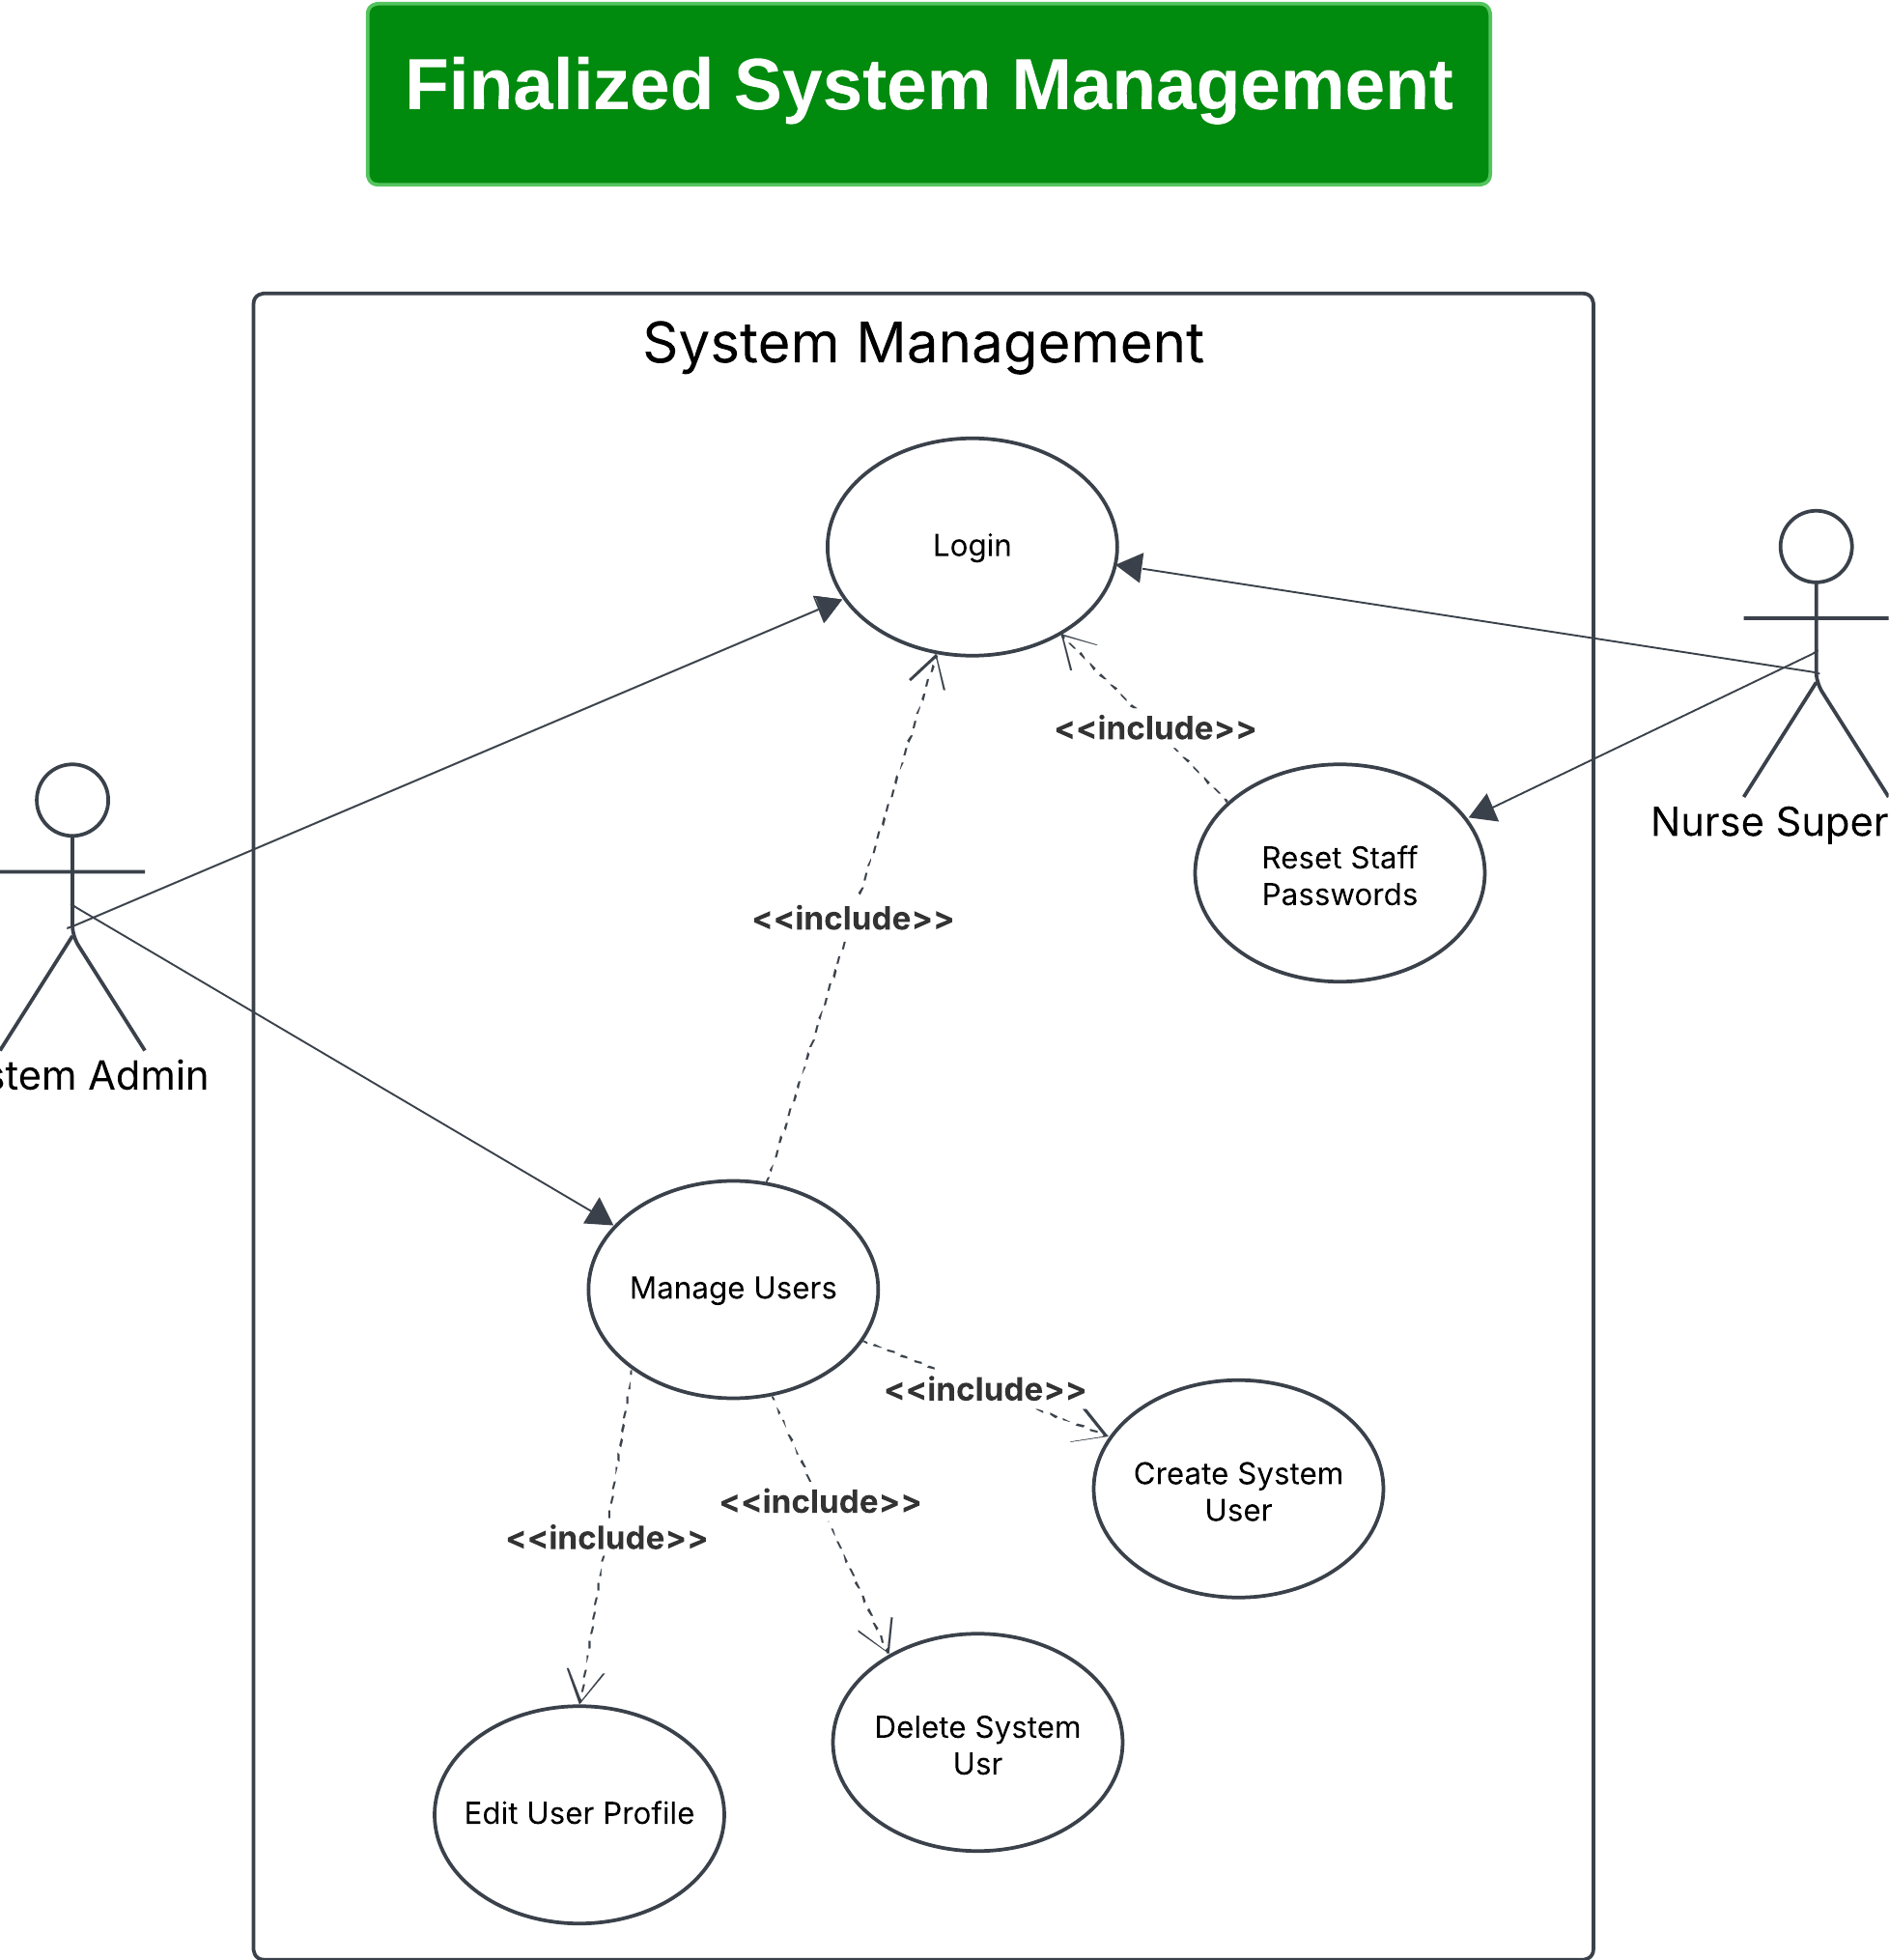 Finalized System Management
System Management
Login
<<include>>
Nurse Super
Reset Staff
Passwords
<<include>>
stem Admin
Manage Users
<<include>>
Create System
User
<<include>>
<<include>>
Delete System
Usr
Edit User Profile